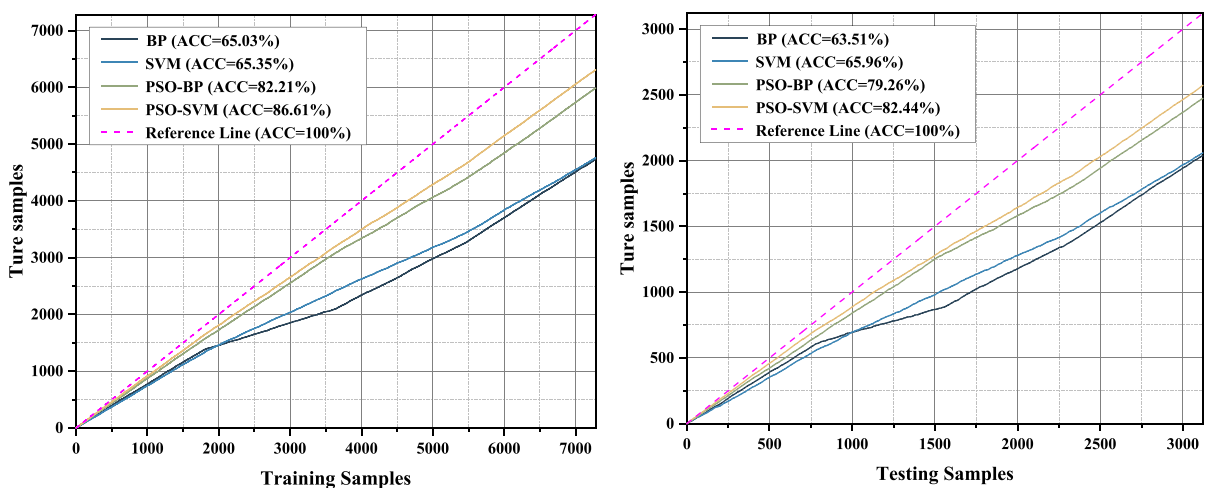 7000
6000
5000
4000
3000
2000
1000
0
Ture samples
BP (ACC=65.03%)
SVM (ACC=65.35%)
PSO-BP (ACC=82.21%)
PSO-SVM (ACC=86.61%)
Reference Line (ACC=100%)
0 1000 2000 3000 4000 5000 6000 7000
Training Samples
3000
2500
2000
1500
1000
500
0
Ture samples
BP (ACC=63.51%)
SVM (ACC=65.96%)
PSO-BP (ACC=79.26%)
PSO-SVM (ACC=82.44%)
Reference Line (ACC=100%)
0 500 1000 1500 2000 2500 3000
Testing Samples